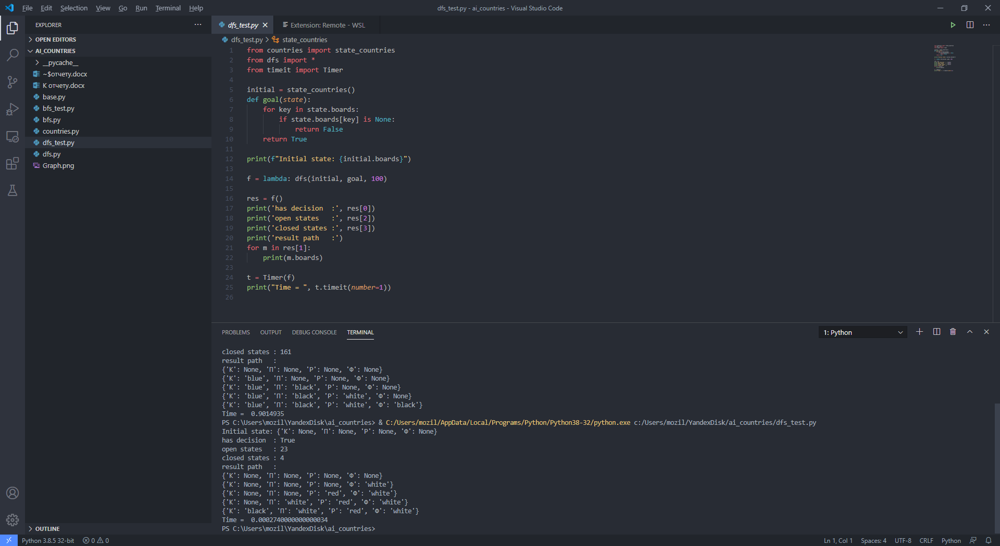 File Edit Selection View Go Run Terminal Help
dfs_test.py - ai_countries - Visual Studio Code
EXPLORER
OPEN EDITORS
AI_COUNTRIES
__pycache__
~$отчету.docx
К отчету.docx
base.py
bfs_test.py
bfs.py
countries.py
dfs_test.py
dfs.py
Graph.png
OUTLINE
dfs_test.py
Extension: Remote - WSL
dfs_test.py > state_countries
1 from countries import state_countries
2 from dfs import *
3 from timeit import Timer
4
5 initial = state_countries()
6 def goal(state):
7     for key in state.boards:
8         if state.boards[key] is None:
9             return False
10     return True
11
12 print(f"Initial state: {initial.boards}")
13
14 f = lambda: dfs(initial, goal, 100)
15
16 res = f()
17 print('has decision  :', res[0])
18 print('open states   :', res[2])
19 print('closed states :', res[3])
20 print('result path   :')
21 for m in res[1]:
22     print(m.boards)
23
24 t = Timer(f)
25 print("Time = ", t.timeit(number=1))
26
PROBLEMS OUTPUT DEBUG CONSOLE TERMINAL
1: Python
closed states : 161
result path   :
{'К': None, 'П': None, 'Р': None, 'Ф': None}
{'К': 'blue', 'П': None, 'Р': None, 'Ф': None}
{'К': 'blue', 'П': 'black', 'Р': None, 'Ф': None}
{'К': 'blue', 'П': 'black', 'Р': 'white', 'Ф': None}
{'К': 'blue', 'П': 'black', 'Р': 'white', 'Ф': 'black'}
Time =  0.9014935
PS C:\Users\mozil\YandexDisk\ai_countries> & C:/Users/mozil/AppData/Local/Programs/Python/Python38-32/python.exe c:/Users/mozil/YandexDisk/ai_countries/dfs_test.py
Initial state: {'К': None, 'П': None, 'Р': None, 'Ф': None}
has decision  : True
open states   : 23
closed states : 4
result path   :
{'К': None, 'П': None, 'Р': None, 'Ф': None}
{'К': None, 'П': None, 'Р': None, 'Ф': 'white'}
{'К': None, 'П': None, 'Р': 'red', 'Ф': 'white'}
{'К': None, 'П': 'white', 'Р': 'red', 'Ф': 'white'}
{'К': 'black', 'П': 'white', 'Р': 'red', 'Ф': 'white'}
Time =  0.0002740000000000034
PS C:\Users\mozil\YandexDisk\ai_countries>
Python 3.8.5 32-bit 0 0
Ln 1, Col 1 Spaces: 4 UTF-8 CRLF Python